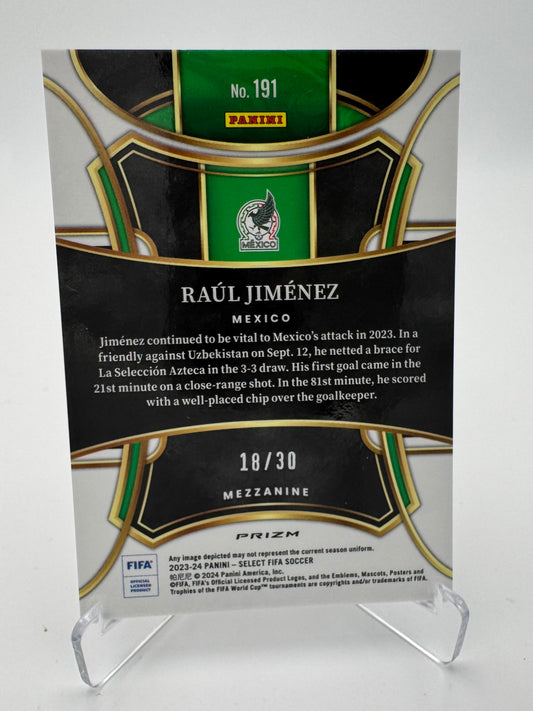 No. 191
PANINI
MÉXICO
RAÚL JIMÉNEZ
MEXICO
Jiménez continued to be vital to Mexico's attack in 2023. In a
friendly against Uzbekistan on Sept. 12, he netted a brace for
La Selección Azteca in the 3-3 draw. His first goal came in the
21st minute on a close-range shot. In the 81st minute, he scored
with a well-placed chip over the goalkeeper.
18/30
MEZZANINE
PRIZM
FIFA
OFFICIAL
LICENSED
PRODUCT
Any image depicted may not represent the current season uniform.
2023-24 PANINI – SELECT FIFA SOCCER
帕尼尼 © 2024 Panini America, Inc.
©FIFA, FIFA's Official Licensed Product Logos, and the Emblems, Mascots, Posters and
Trophies of the FIFA World Cup™ tournaments are copyrights and/or trademarks of FIFA.